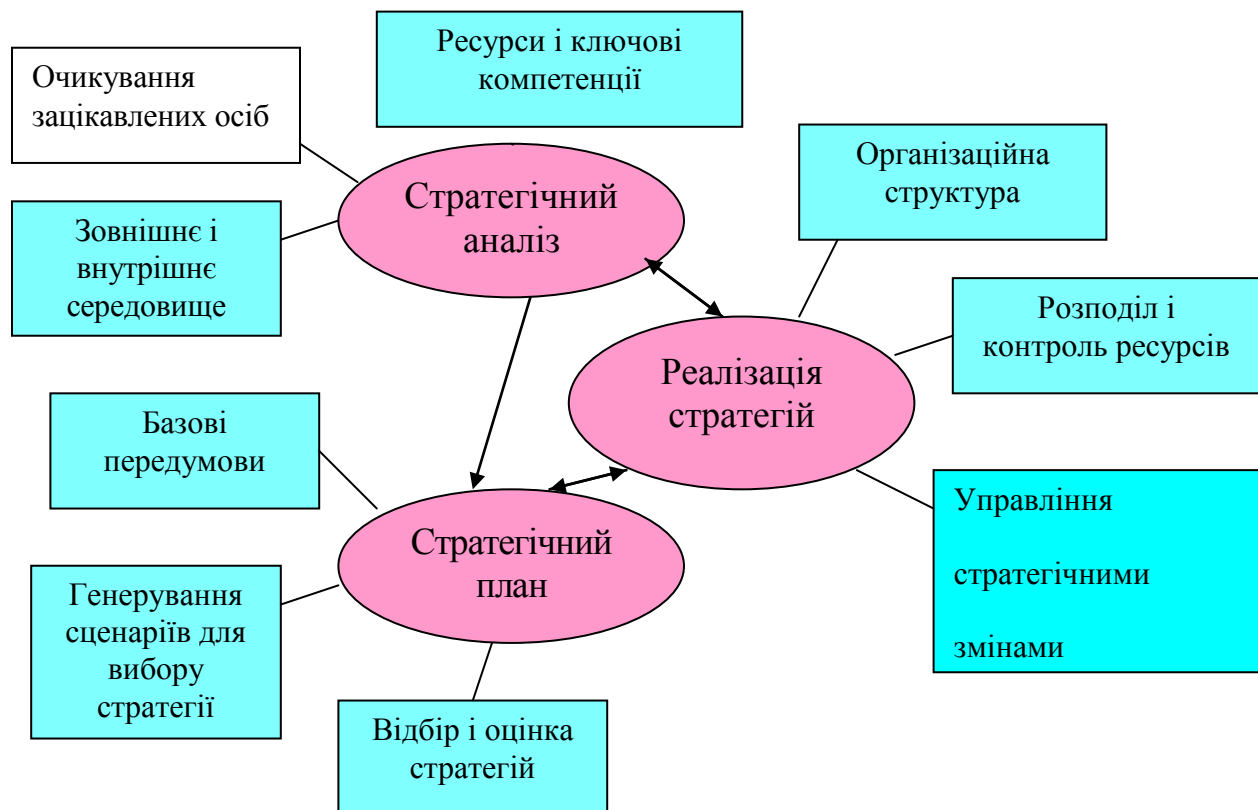 Ресурси і ключові
компетенції
Очикування
зацікавлених осіб
Стратегічний
аналіз
Організаційна
структура
Зовнішнє і
внутрішнє
середовище
Розподіл і
контроль ресурсів
Реалізація
стратегій
Базові
передумови
Управління
стратегічними
змінами
Стратегічний
план
Генерування
сценаріїв для
вибору
стратегії
Відбір і оцінка
стратегій